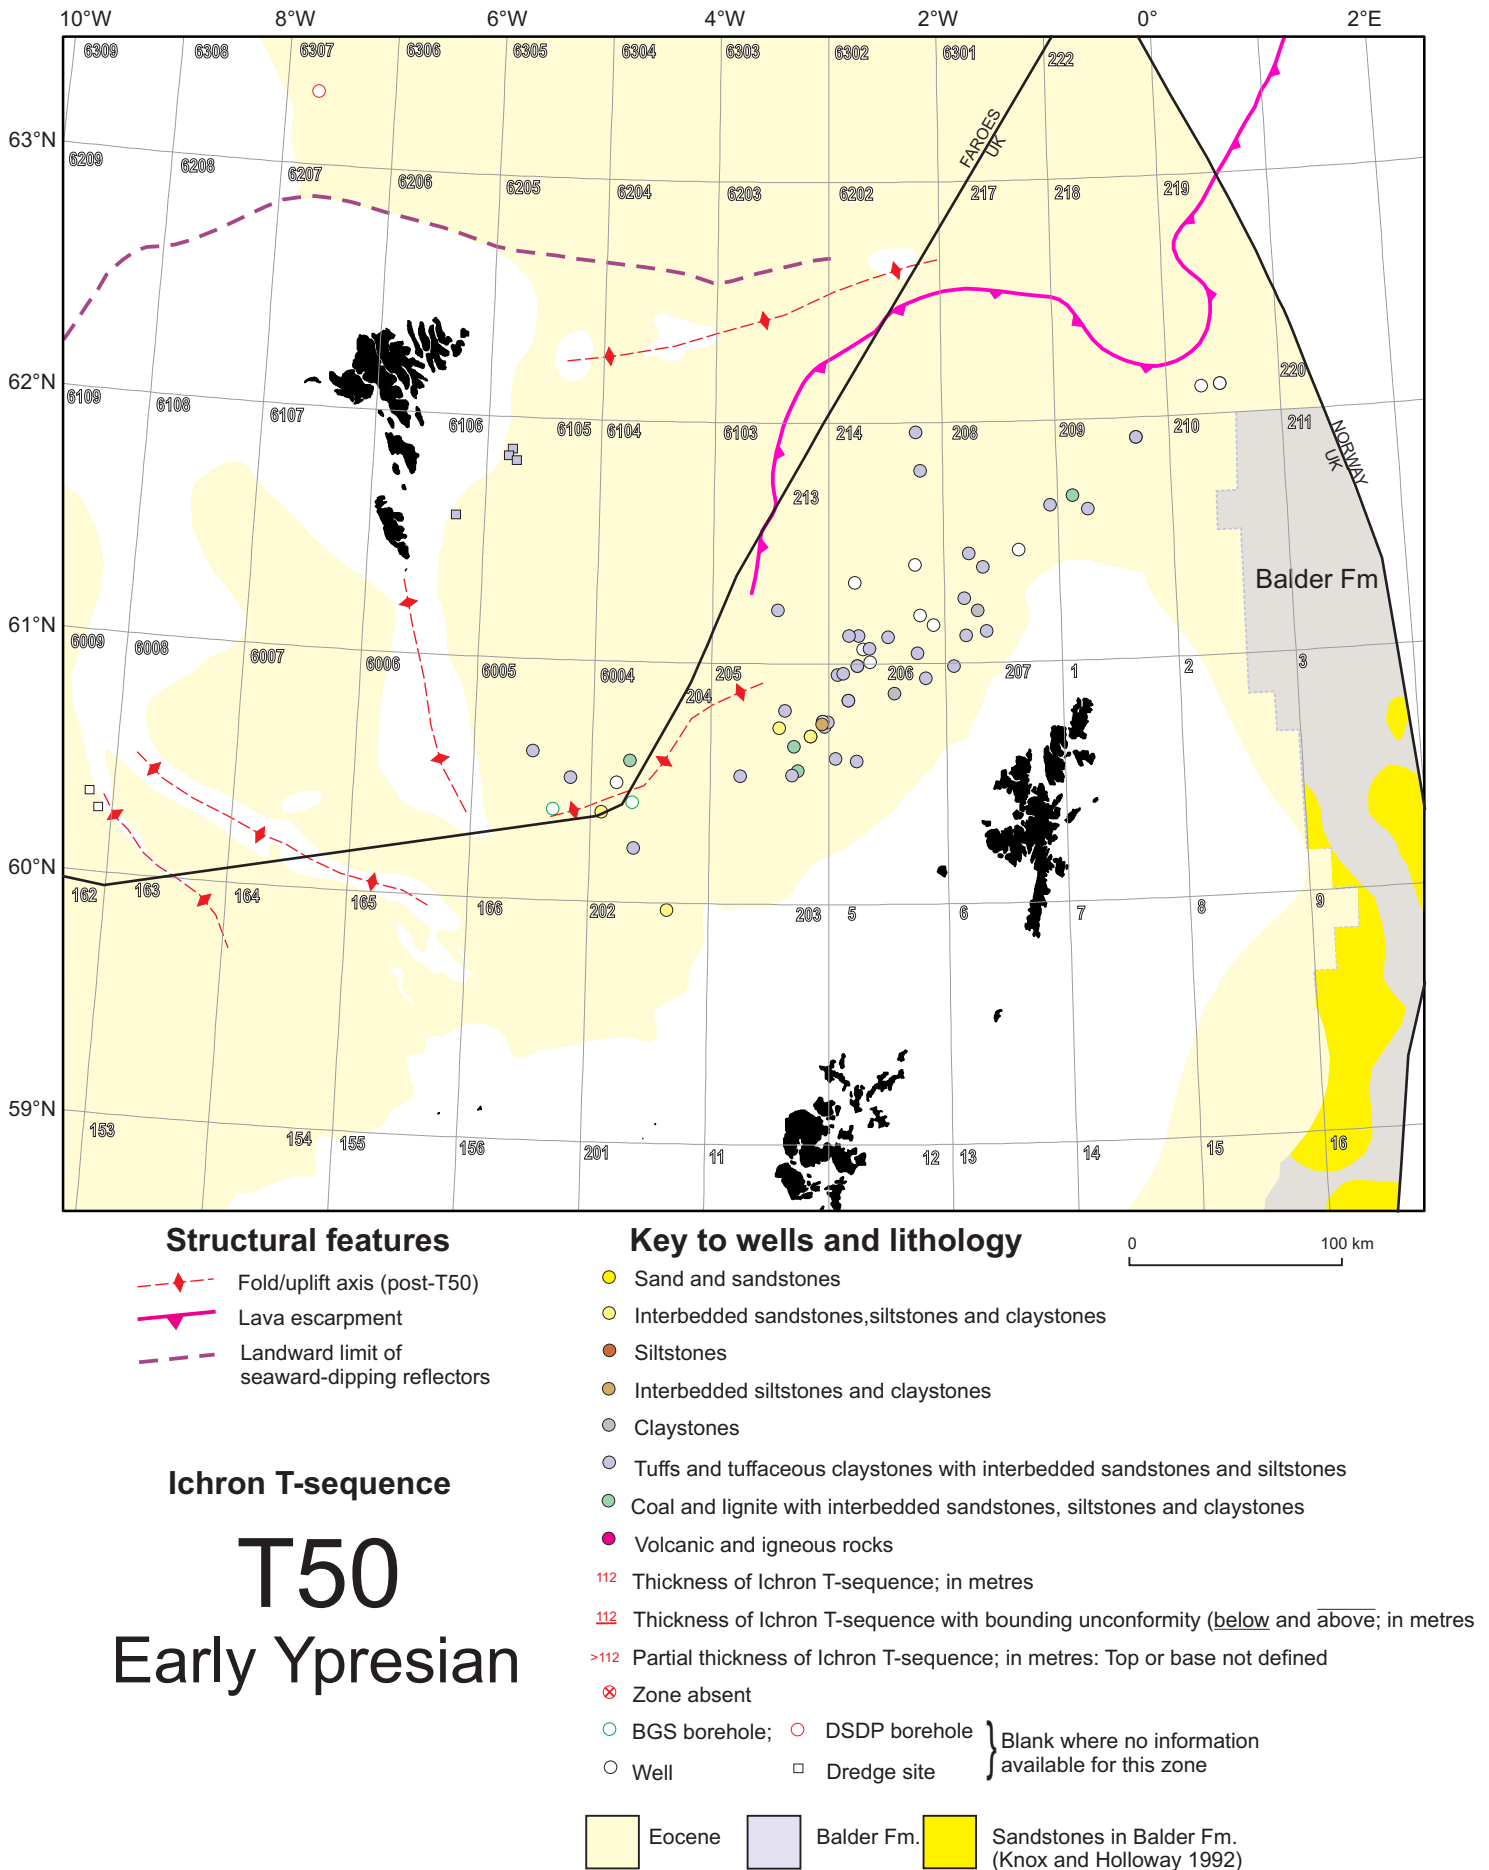 10°W 8°W 6°W 4°W 2°W 0° 2°E
6309 6308 6307 6306 6305 6304 6303 6302 6301 222
FAROES
UK
63°N
6209 6208 6207 6206 6205 6204 6203 6202 217 218 219
62°N
6109 6108 6107 6106 6105 6104 6103 214 208 209 210 220 211
NORWAY
UK
213
Balder Fm
61°N
6009 6008 6007 6006 6005 6004 205 204 206 207 1 2 3
60°N
162 163 164 165 166 202 203 5 6 7 8 9
59°N
153 154 155 156 201 11 12 13 14 15 16
Structural features
Fold/uplift axis (post-T50)
Lava escarpment
Landward limit of
seaward-dipping reflectors
Ichron T-sequence
T50
Early Ypresian
Key to wells and lithology
0 100 km
Sand and sandstones
Interbedded sandstones,siltstones and claystones
Siltstones
Interbedded siltstones and claystones
Claystones
Tuffs and tuffaceous claystones with interbedded sandstones and siltstones
Coal and lignite with interbedded sandstones, siltstones and claystones
Volcanic and igneous rocks
112 Thickness of Ichron T-sequence; in metres
112 Thickness of Ichron T-sequence with bounding unconformity (below and above; in metres
>112 Partial thickness of Ichron T-sequence; in metres: Top or base not defined
Zone absent
BGS borehole; DSDP borehole
Well Dredge site
Blank where no information
available for this zone
Eocene Balder Fm. Sandstones in Balder Fm.
(Knox and Holloway 1992)